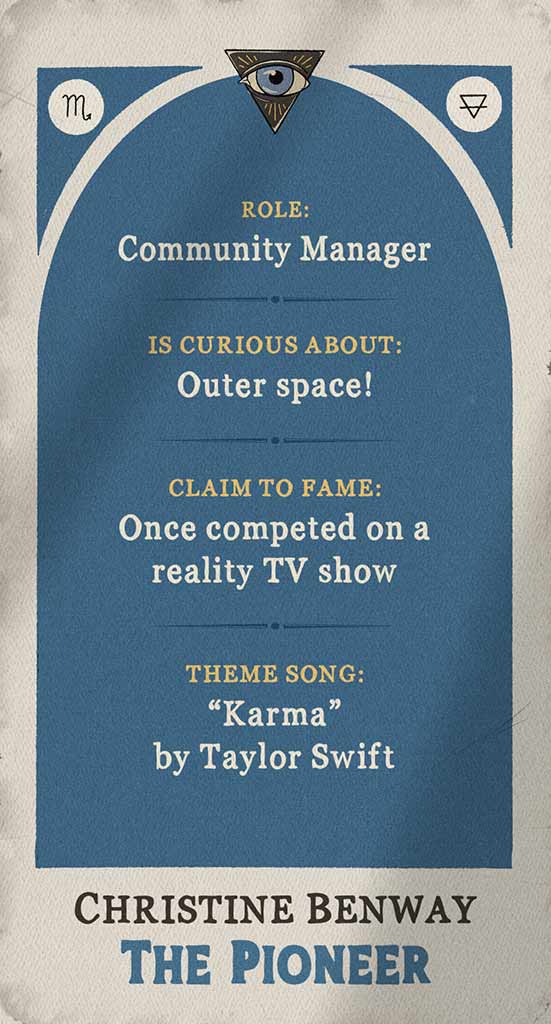 ROLE:
Community Manager
IS CURIOUS ABOUT:
Outer space!
CLAIM TO FAME:
Once competed on a
reality TV show
THEME SONG:
“Karma”
by Taylor Swift
CHRISTINE BENWAY
THE PIONEER